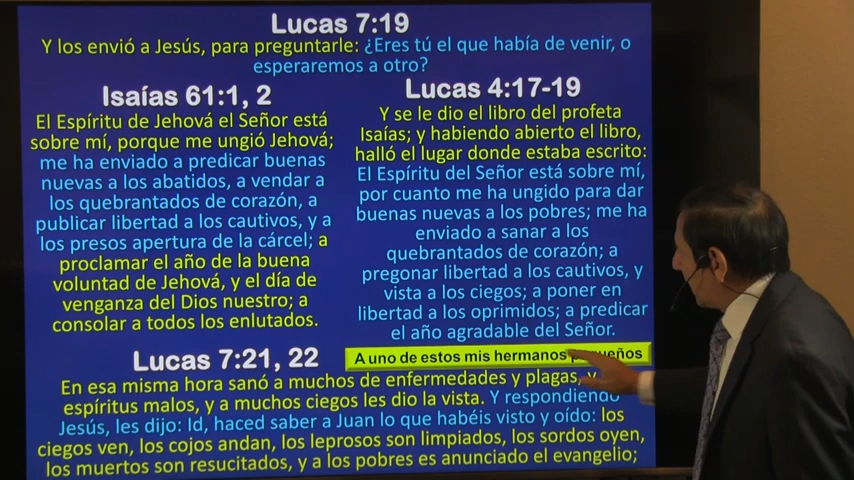 Lucas 7:19
Y los envió a Jesús, para preguntarle: ¿Eres tú el que había de venir, o
esperaremos a otro?
Isaías 61:1, 2
El Espíritu de Jehová el Señor está
sobre mí, porque me ungió Jehová;
me ha enviado a predicar buenas
nuevas a los abatidos, a vendar a
los quebrantados de corazón, a
publicar libertad a los cautivos, y a
los presos apertura de la cárcel; a
proclamar el año de la buena
voluntad de Jehová, y el día de
venganza del Dios nuestro; a
consolar a todos los enlutados.
Lucas 4:17-19
Y se le dio el libro del profeta
Isaías; y habiendo abierto el libro,
halló el lugar donde estaba escrito:
El Espíritu del Señor está sobre mí,
por cuanto me ha ungido para dar
buenas nuevas a los pobres; me ha
enviado a sanar a los
quebrantados de corazón; a
pregonar libertad a los cautivos, y
vista a los ciegos; a poner en
libertad a los oprimidos; a predicar
el año agradable del Señor.
A uno de estos mis hermanos
Lucas 7:21, 22
En esa misma hora sanó a muchos de enfermedades y plagas, y
espíritus malos, y a muchos ciegos les dio la vista. Y respondiendo
Jesús, les dijo: Id, haced saber a Juan lo que habéis visto y oído: los
ciegos ven, los cojos andan, los leprosos son limpiados, los sordos oyen,
los muertos son resucitados, y a los pobres es anunciado el evangelio;